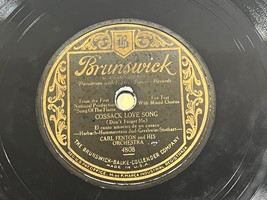 Brunswick
From the First
National Production
"Song Of The Flame"
Fox Trot
With Mixed Chorus
COSSACK LOVE SONG
(Don't Forget Me)
El canto amoroso de un cosaco
-Harbach-Hammerstein 2nd-Gershwin-Stothart-
CARL FENTON and HIS
ORCHESTRA
4808
THE BRUNSWICK-BALKE-COLLENDER COMPANY
MADE IN U.S.A.